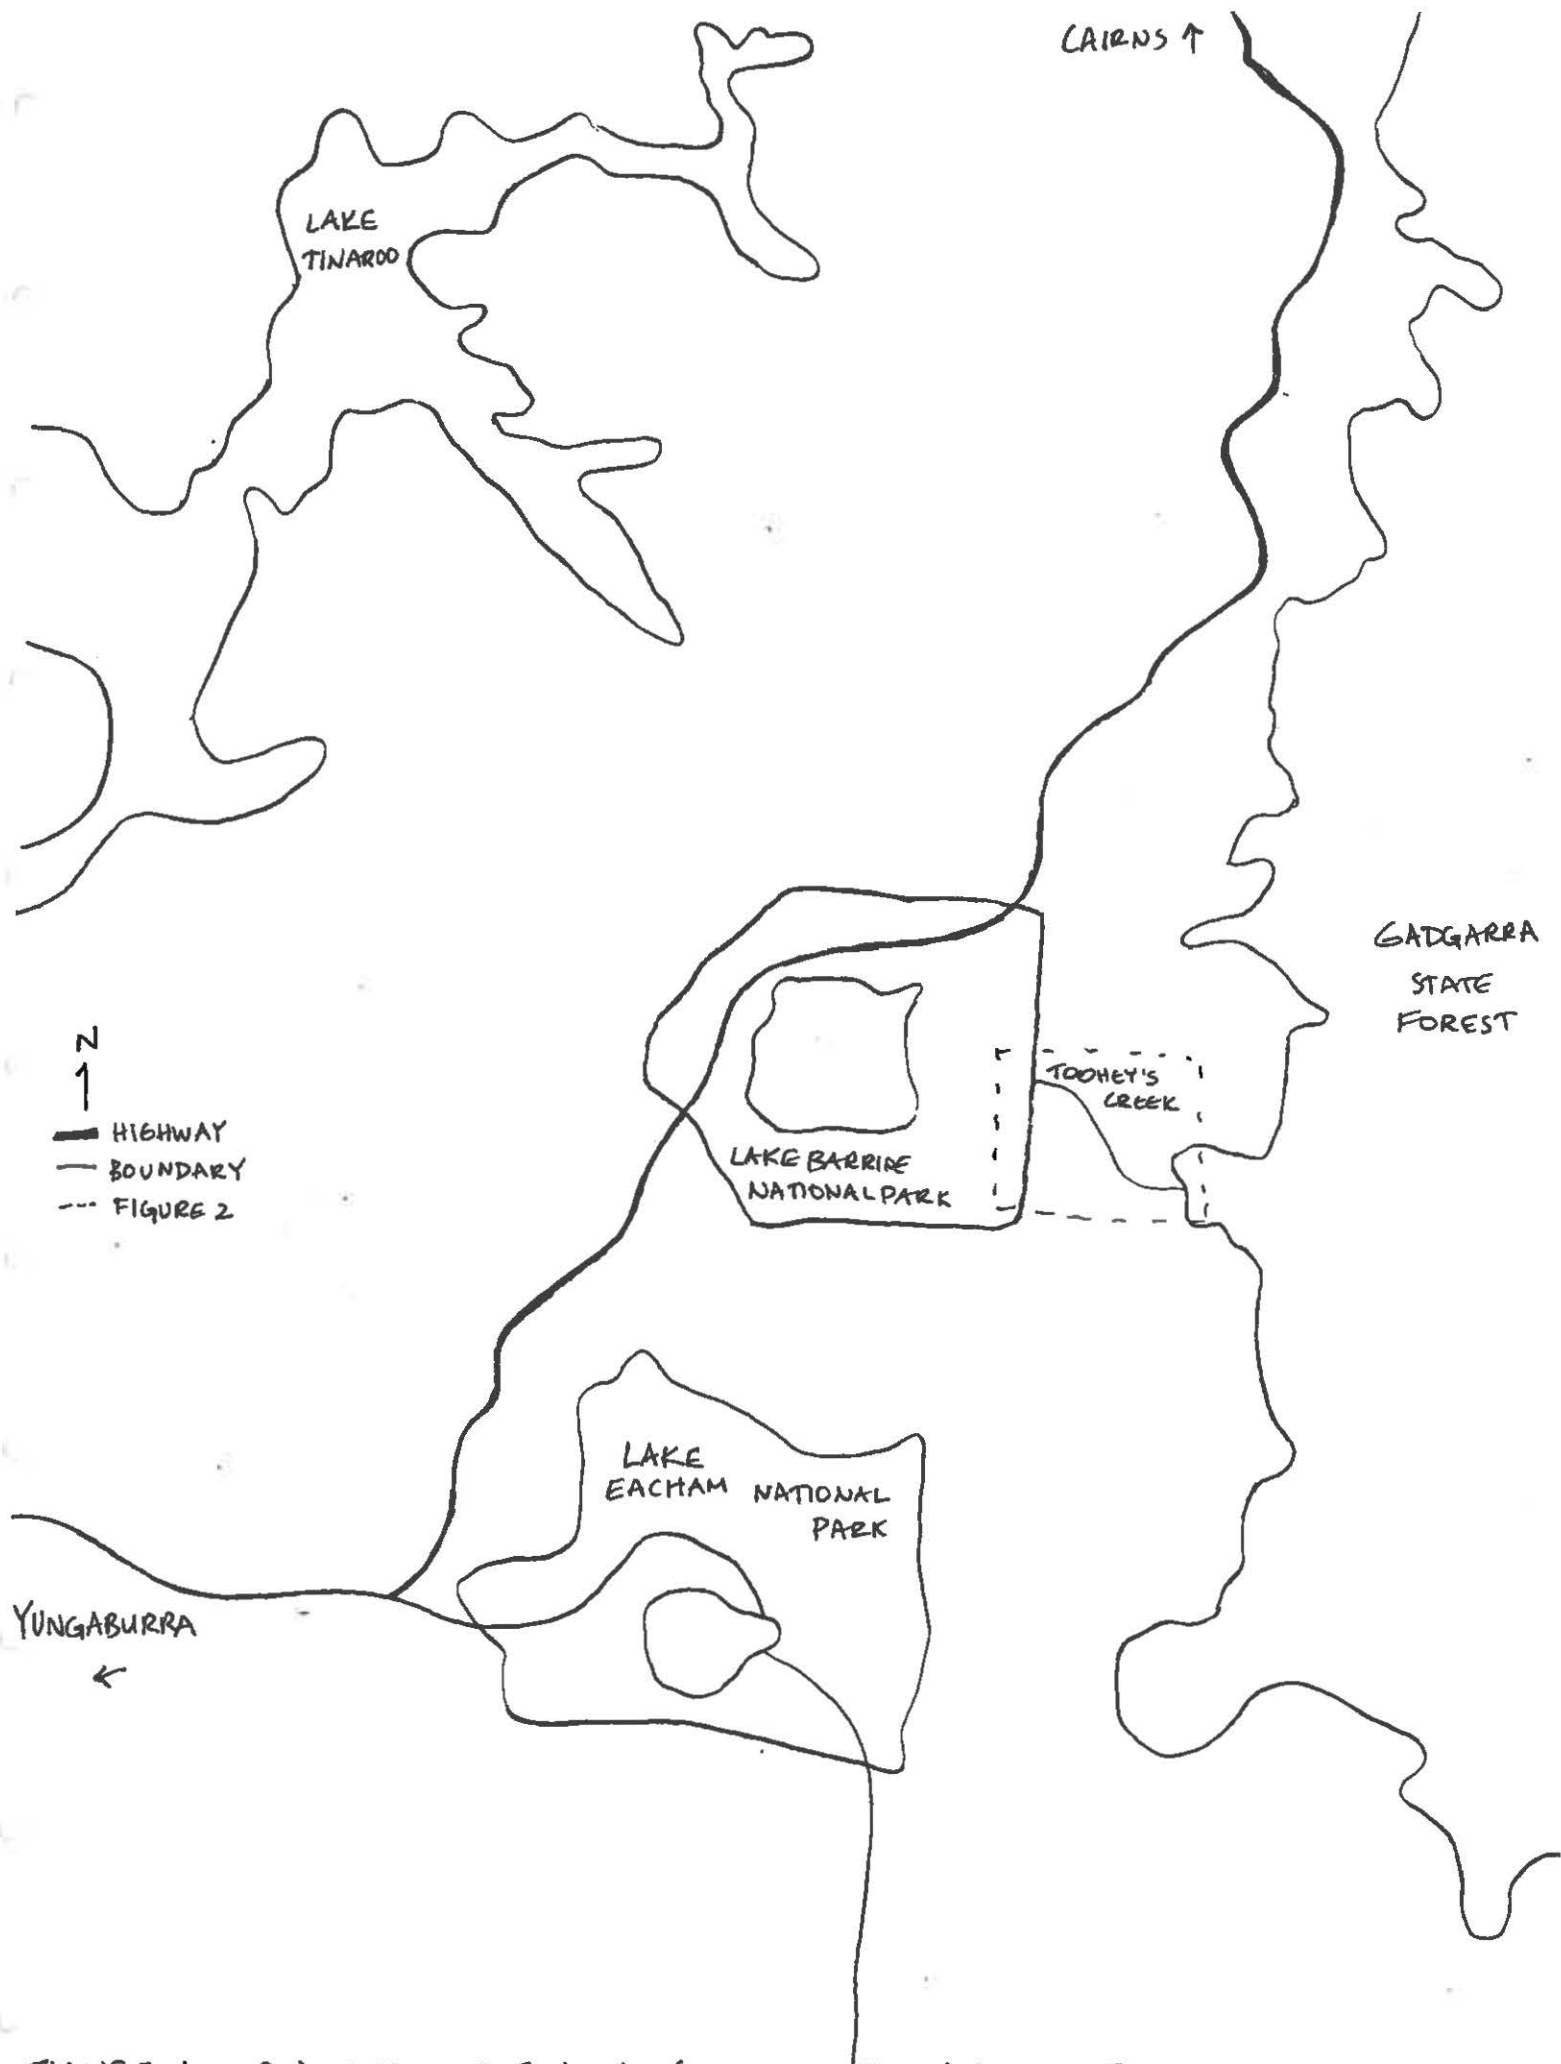 CAIRNS ↑
LAKE
TINAROO
GADGARRA
STATE
FOREST
N
HIGHWAY
BOUNDARY
FIGURE 2
TOOHEY'S
CREEK
LAKE BARRINE
NATIONAL PARK
LAKE
EACHAM NATIONAL
PARK
YUNGABURRA
←